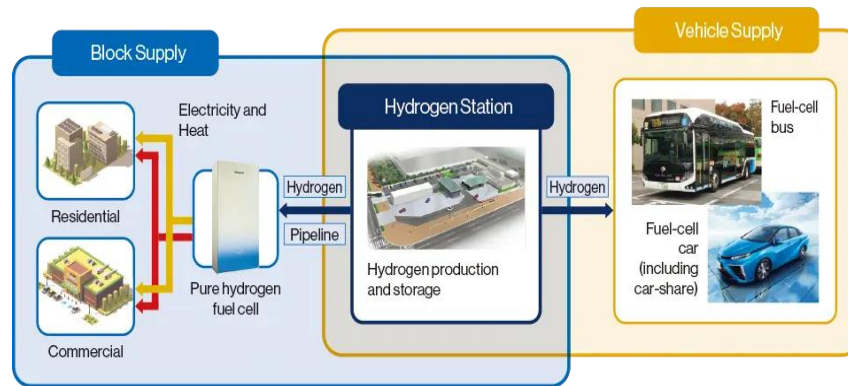 Block Supply
Vehicle Supply
Electricity and
Heat
Residential
Commercial
Pure hydrogen
fuel cell
Hydrogen
Pipeline
Hydrogen Station
Hydrogen production
and storage
Hydrogen
Fuel-cell
bus
Fuel-cell
car
(including
car-share)